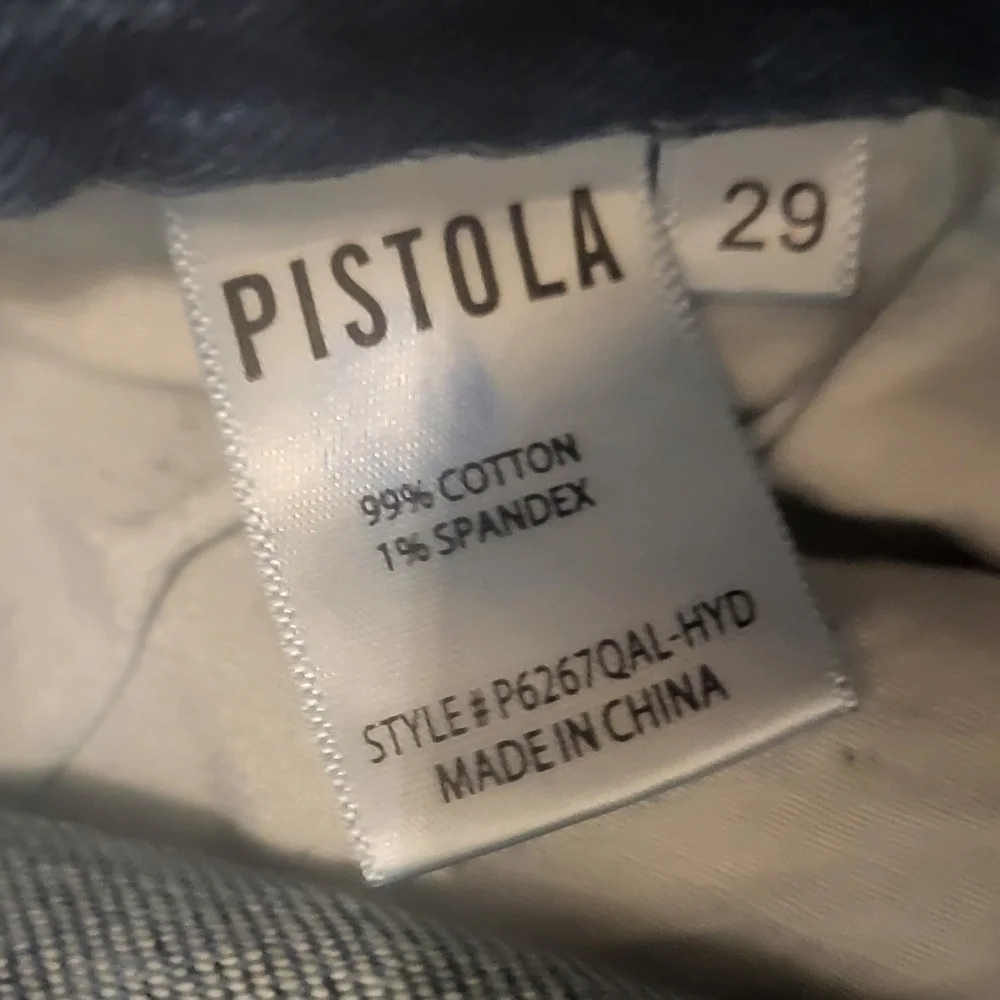 PISTOLA
29
99% COTTON
1% SPANDEX
STYLE#P6267QAL-HYD
MADE IN CHINA